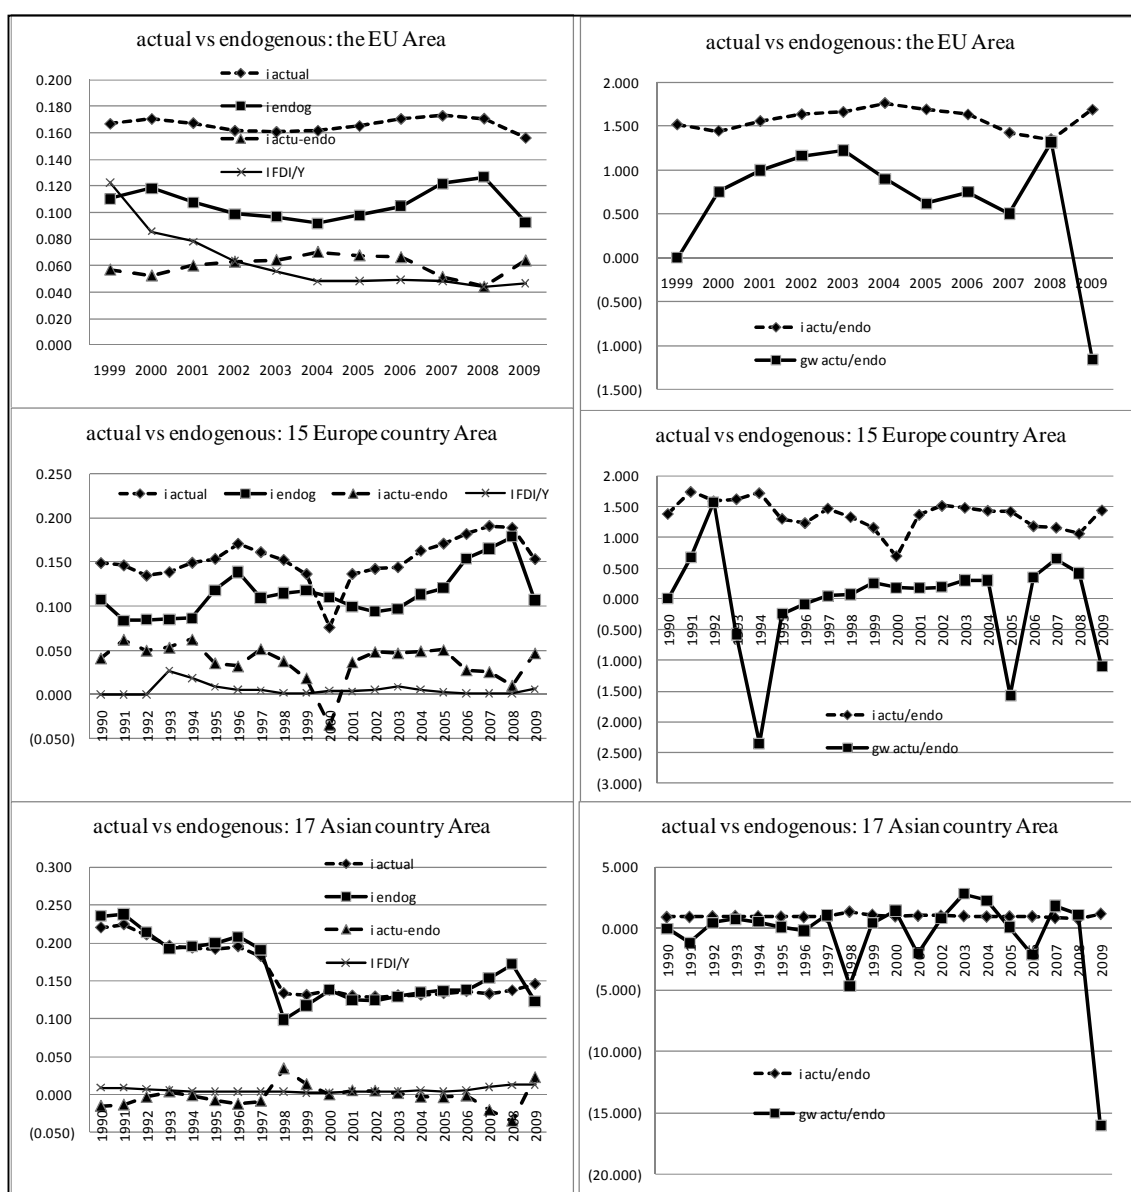 actual vs endogenous: the EU Area
i actual
i endog
i actu-endo
IFDI/Y
0.200
0.180
0.160
0.140
0.120
0.100
0.080
0.060
0.040
0.020
0.000
1999 2000 2001 2002 2003 2004 2005 2006 2007 2008 2009
actual vs endogenous: the EU Area
2.000
1.500
1.000
0.500
0.000
(0.500)
(1.000)
(1.500)
1999 2000 2001 2002 2003 2004 2005 2006 2007 2008 2009
i actu/endo
gw actu/endo
actual vs endogenous: 15 Europe country Area
i actual i endog i actu-endo IFDI/Y
0.250
0.200
0.150
0.100
0.050
0.000
(0.050)
1990 1991 1992 1993 1994 1995 1996 1997 1998 1999 2000 2001 2002 2003 2004 2005 2006 2007 2008 2009
actual vs endogenous: 15 Europe country Area
2.000
1.500
1.000
0.500
0.000
(0.500)
(1.000)
(1.500)
(2.000)
(2.500)
(3.000)
1990 1991 1992 1993 1994 1995 1996 1997 1998 1999 2000 2001 2002 2003 2004 2005 2006 2007 2008 2009
i actu/endo
gw actu/endo
actual vs endogenous: 17 Asian country Area
i actual
i endog
i actu-endo
IFDI/Y
0.300
0.250
0.200
0.150
0.100
0.050
0.000
(0.050)
1990 1991 1992 1993 1994 1995 1996 1997 1998 1999 2000 2001 2002 2003 2004 2005 2006 2007 2008 2009
actual vs endogenous: 17 Asian country Area
5.000
0.000
(5.000)
(10.000)
(15.000)
(20.000)
1990 1991 1992 1993 1994 1995 1996 1997 1998 1999 2000 2001 2002 2003 2004 2005 2006 2007 2008 2009
i actu/endo
gw actu/endo